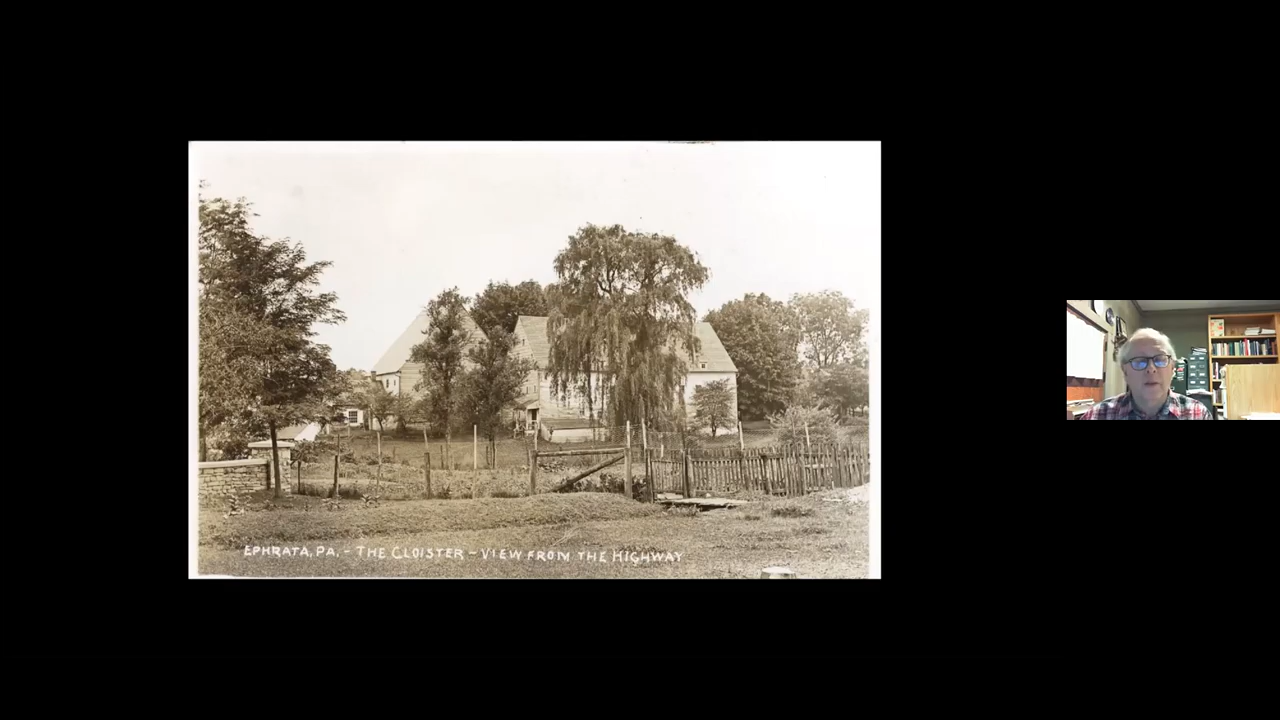 EPHRATA, PA. - THE CLOISTER - VIEW FROM THE HIGHWAY